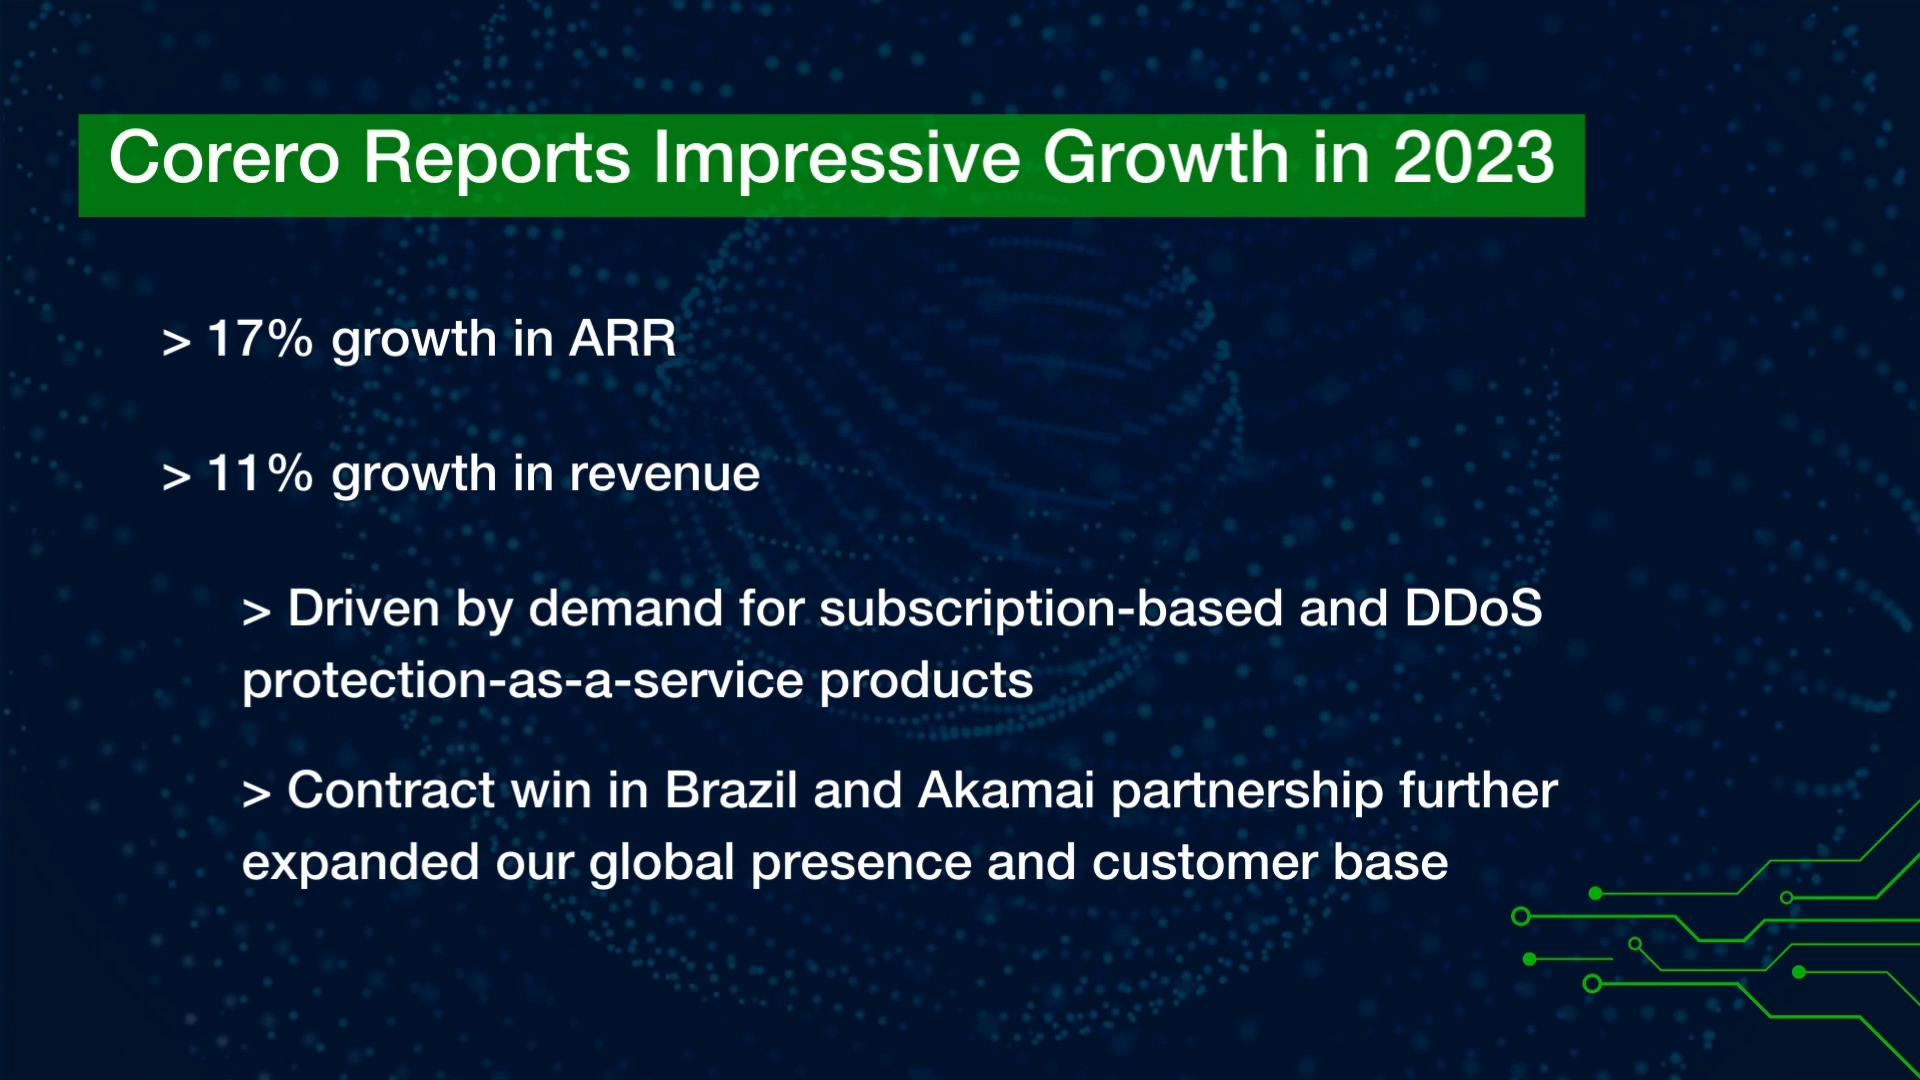 Corero Reports Impressive Growth in 2023
> 17% growth in ARR
> 11% growth in revenue
> Driven by demand for subscription-based and DDoS
protection-as-a-service products
> Contract win in Brazil and Akamai partnership further
expanded our global presence and customer base